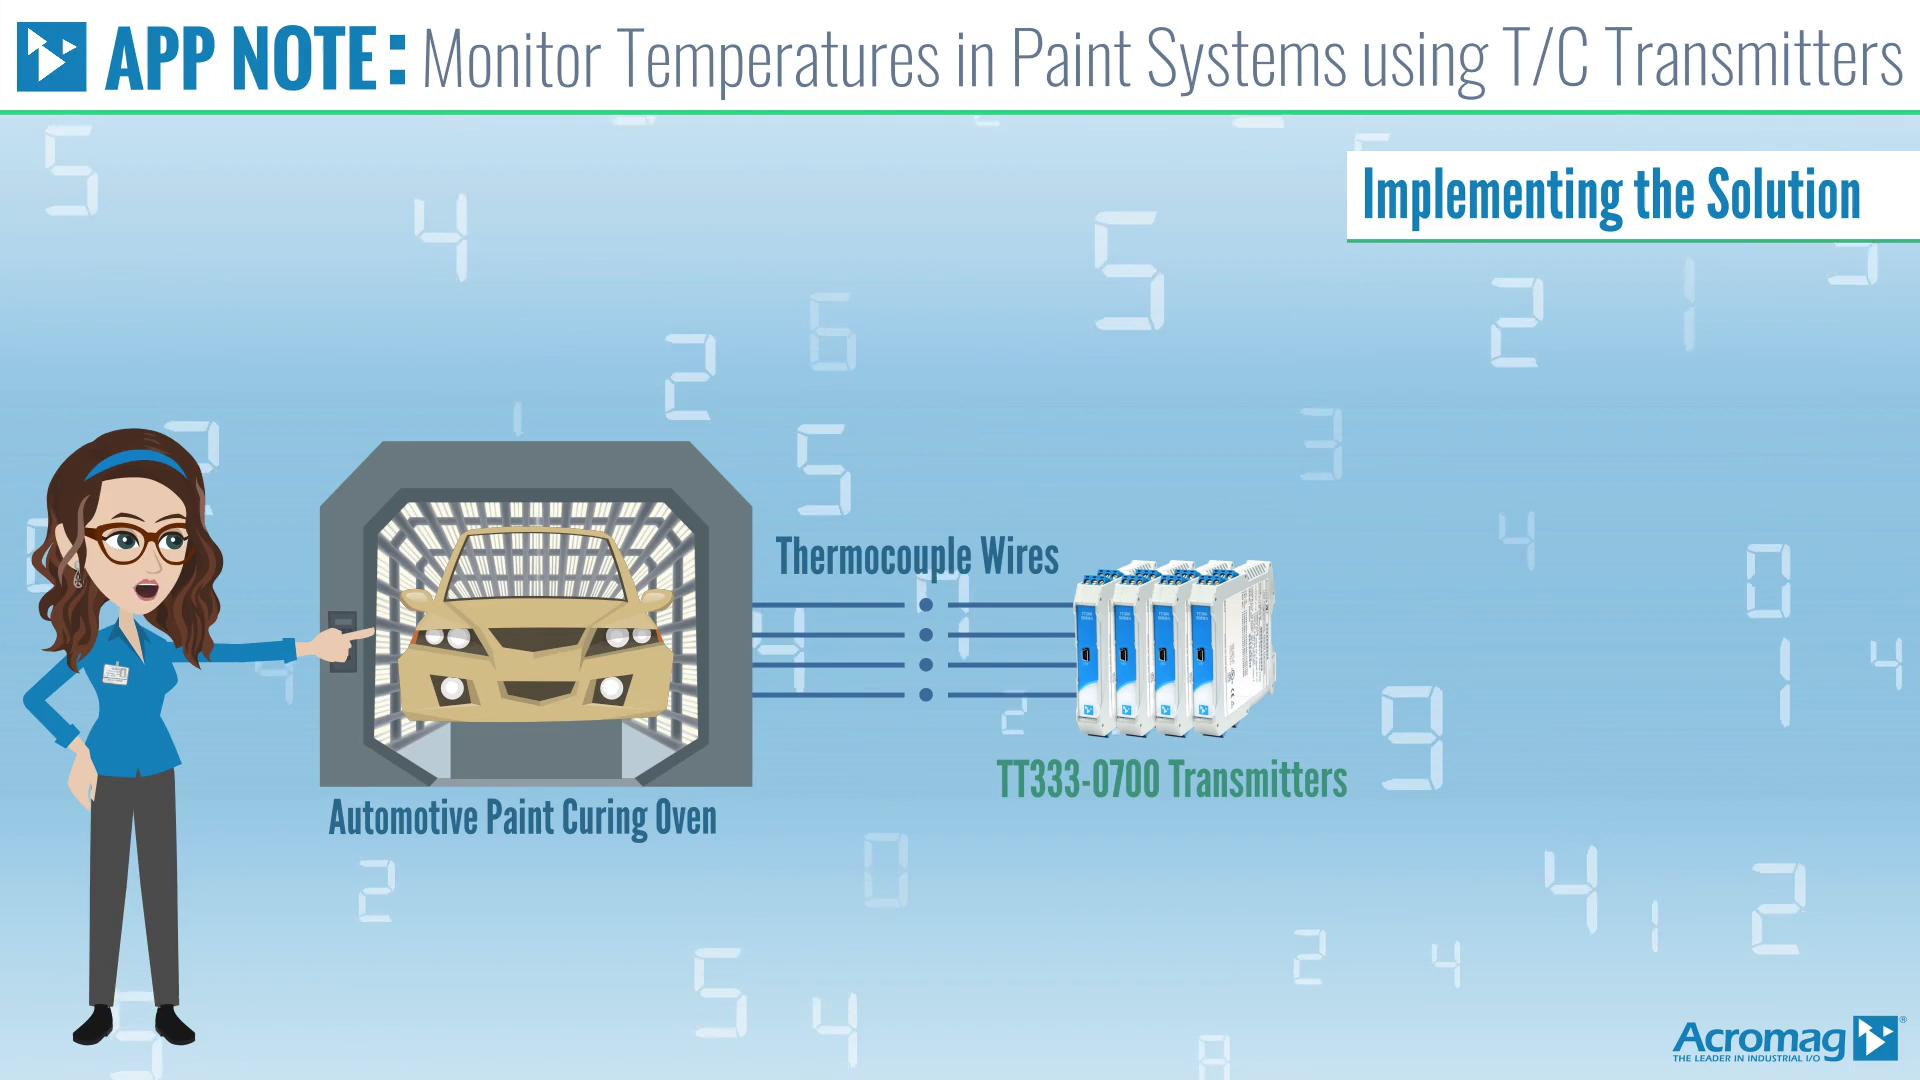 APP NOTE: Monitor Temperatures in Paint Systems using T/C Transmitters
Implementing the Solution
Thermocouple Wires
TT333-0700 Transmitters
Automotive Paint Curing Oven
Acromag
THE LEADER IN INDUSTRIAL I/O